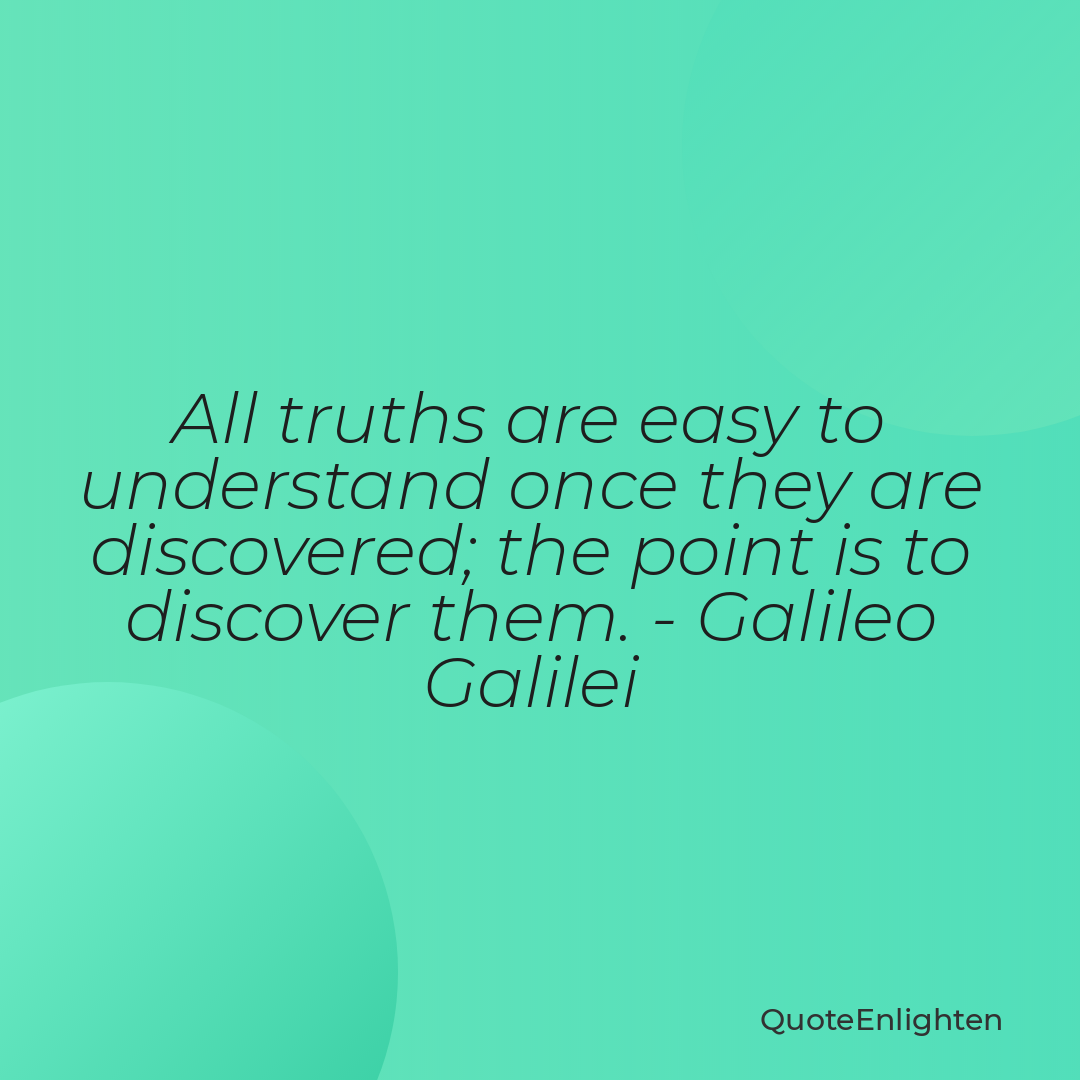 All truths are easy to
understand once they are
discovered; the point is to
discover them. - Galileo
Galilei
QuoteEnlighten